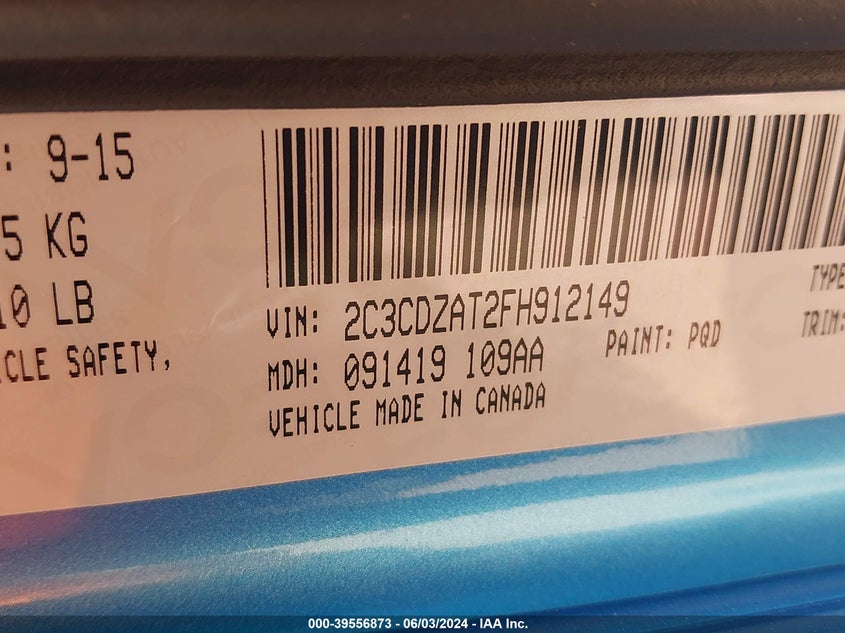 : 9-15
5 KG
10 LB
ICLE SAFETY,
VIN: 2C3CDZAT2FH912149
TYPE
MDH: 091419 109AA
PAINT: PQD
TRIM:
VEHICLE MADE IN CANADA
000-39556873 / 06/03/2024 - IAA Inc.